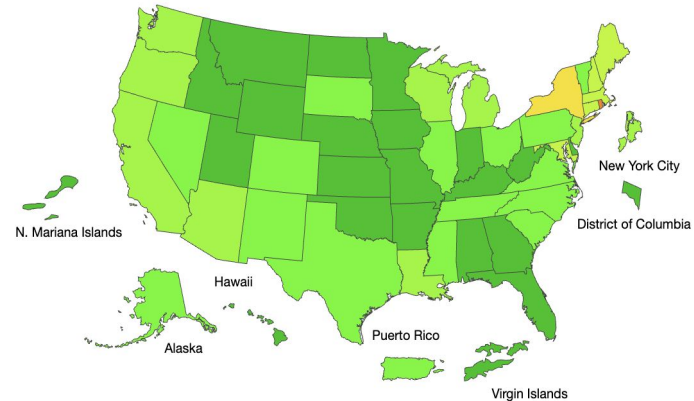 New York City
District of Columbia
N. Mariana Islands
Hawaii
Puerto Rico
Alaska
Virgin Islands